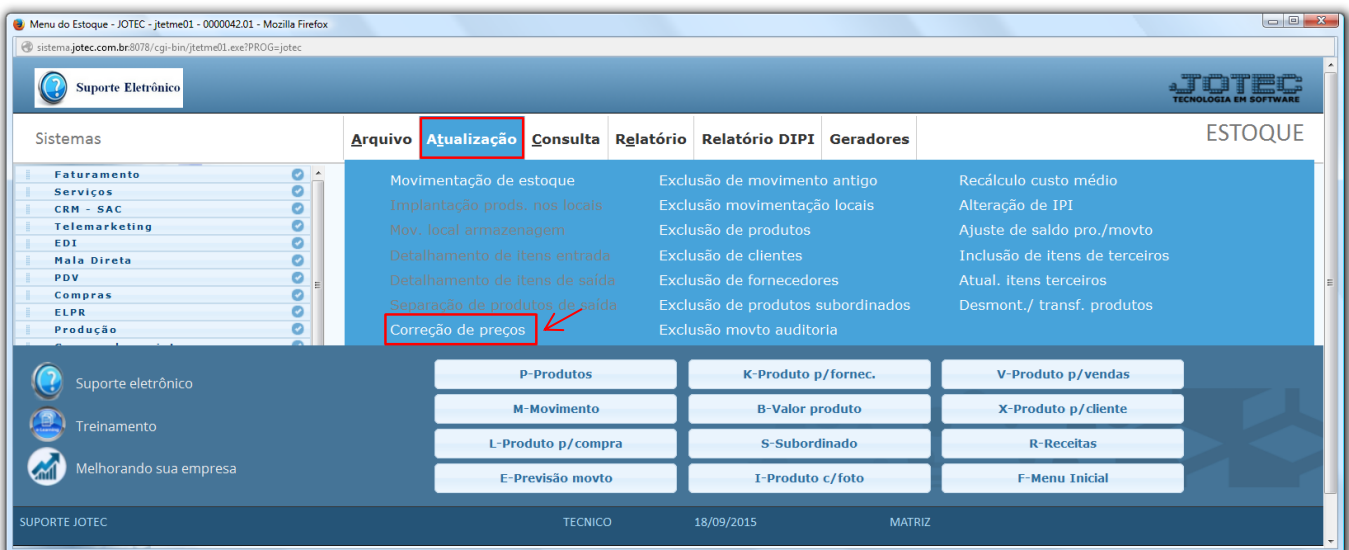 Menu do Estoque - JOTEC - jtetme01 - 0000042.01 - Mozilla Firefox
sistema.jotec.com.br:8078/cgi-bin/jtetme01.exe?PROG=jotec
Suporte Eletrônico
JOTEC
TECNOLOGIA EM SOFTWARE
Sistemas
Arquivo Atualização Consulta Relatório Relatório DIPI Geradores
ESTOQUE
Faturamento
Serviços
CRM - SAC
Telemarketing
EDI
Mala Direta
PDV
Compras
ELPR
Produção
Movimentação de estoque
Implantação prods. nos locais
Mov. local armazenagem
Detalhamento de itens entrada
Detalhamento de itens de saída
Separação de produtos de saída
Correção de preços
Exclusão de movimento antigo
Exclusão movimentação locais
Exclusão de produtos
Exclusão de clientes
Exclusão de fornecedores
Exclusão de produtos subordinados
Exclusão movto auditoria
Recálculo custo médio
Alteração de IPI
Ajuste de saldo pro./movto
Inclusão de itens de terceiros
Atual. itens terceiros
Desmont./ transf. produtos
Suporte eletrônico
Treinamento
Melhorando sua empresa
P-Produtos K-Produto p/fornec. V-Produto p/vendas
M-Movimento B-Valor produto X-Produto p/cliente
L-Produto p/compra S-Subordinado R-Receitas
E-Previsão movto I-Produto c/foto F-Menu Inicial
SUPORTE JOTEC TECNICO 18/09/2015 MATRIZ